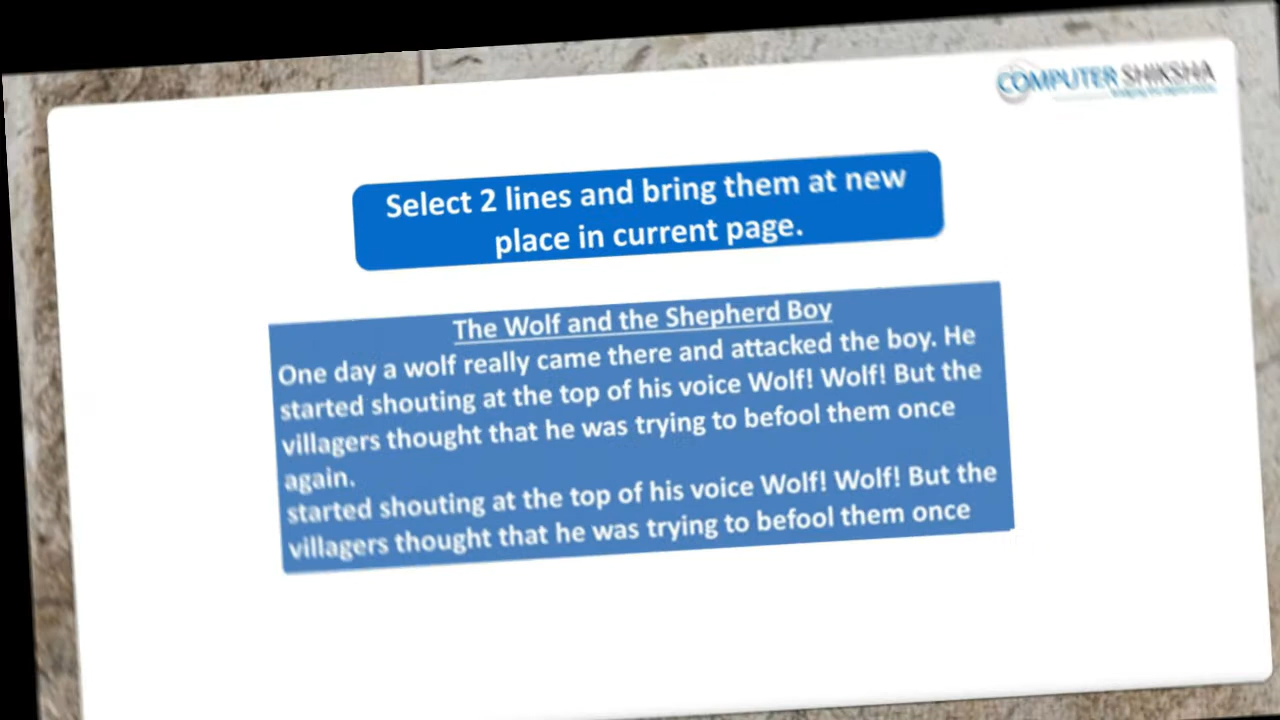 COMPUTER SHIKSHA
Select 2 lines and bring them at new
place in current page.
The Wolf and the Shepherd Boy
One day a wolf really came there and attacked the boy. He
started shouting at the top of his voice Wolf! Wolf! But the
villagers thought that he was trying to befool them once
again.
started shouting at the top of his voice Wolf! Wolf! But the
villagers thought that he was trying to befool them once